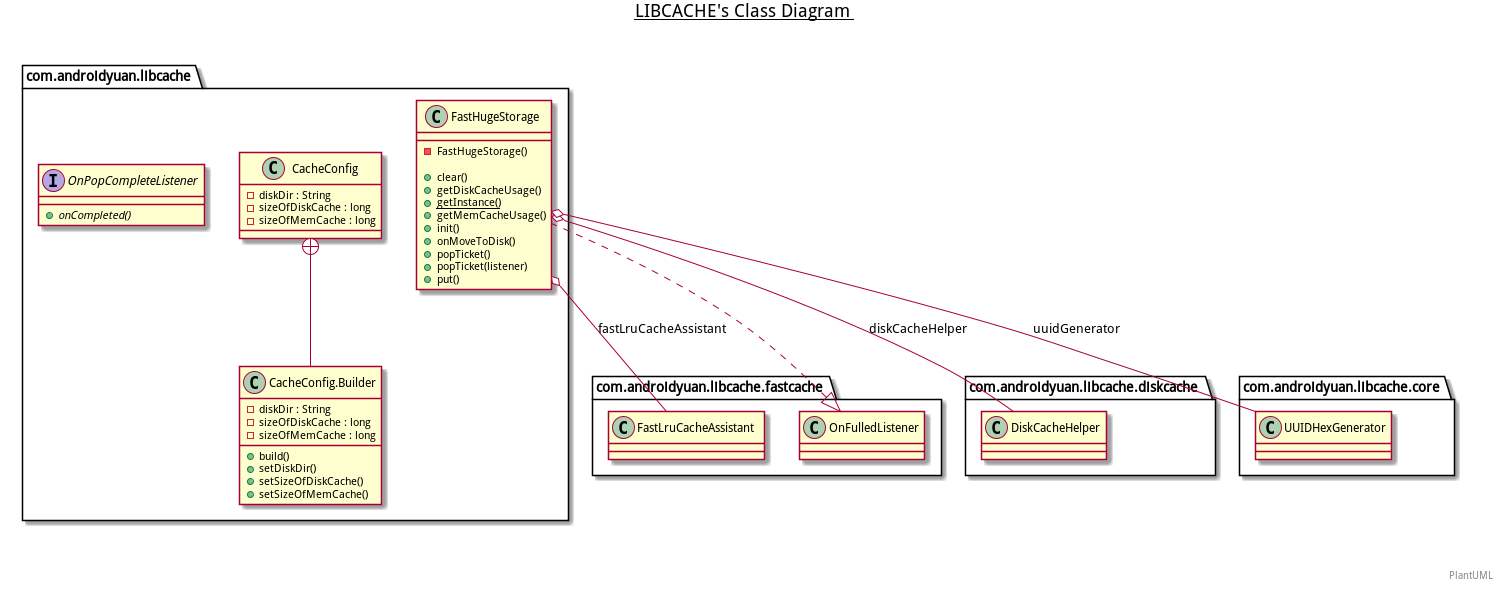 LIBCACHE's Class Diagram
com.androidyuan.libcache
FastHugeStorage
FastHugeStorage()
clear()
getDiskCacheUsage()
getInstance()
getMemCacheUsage()
init()
onMoveToDisk()
popTicket()
popTicket(listener)
put()
CacheConfig
diskDir : String
sizeOfDiskCache : long
sizeOfMemCache : long
OnPopCompleteListener
onCompleted()
CacheConfig.Builder
diskDir : String
sizeOfDiskCache : long
sizeOfMemCache : long
build()
setDiskDir()
setSizeOfDiskCache()
setSizeOfMemCache()
fastLruCacheAssistant
diskCacheHelper
uuidGenerator
com.androidyuan.libcache.fastcache
FastLruCacheAssistant
OnFulledListener
com.androidyuan.libcache.diskcache
DiskCacheHelper
com.androidyuan.libcache.core
UUIDHexGenerator
PlantUML